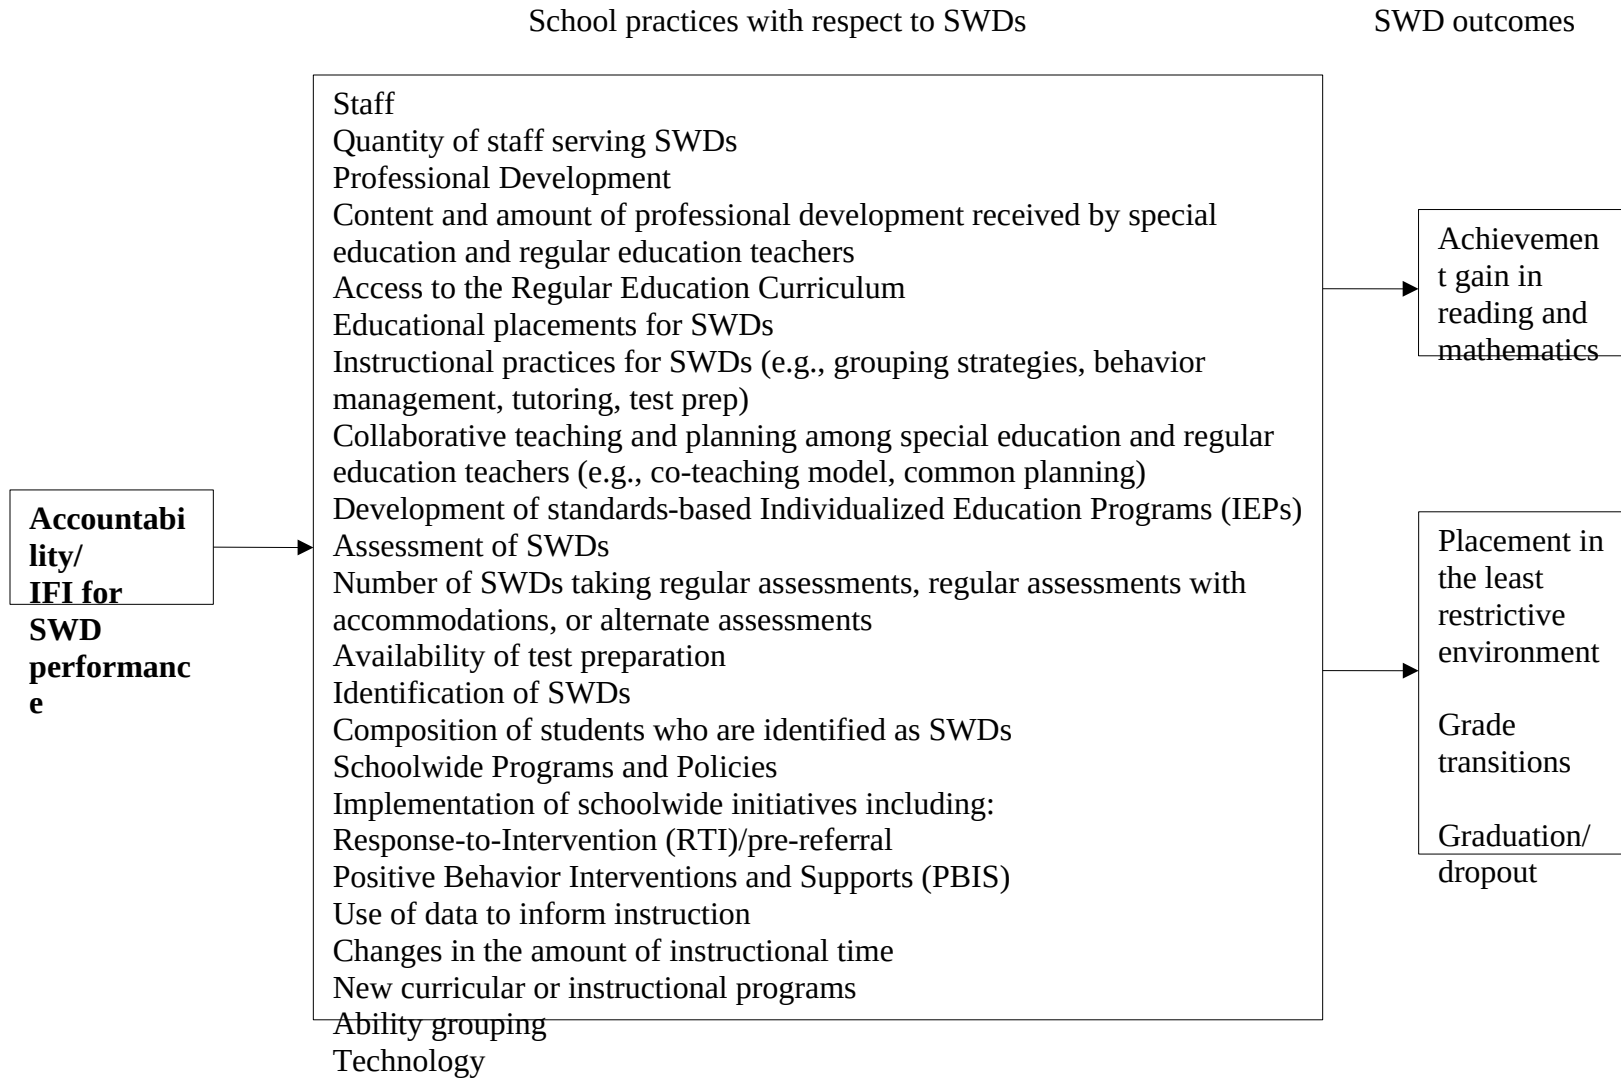 School practices with respect to SWDs
SWD outcomes
Accountabi
lity/
IFI for
SWD
performanc
e
Staff
Quantity of staff serving SWDs
Professional Development
Content and amount of professional development received by special
education and regular education teachers
Access to the Regular Education Curriculum
Educational placements for SWDs
Instructional practices for SWDs (e.g., grouping strategies, behavior
management, tutoring, test prep)
Collaborative teaching and planning among special education and regular
education teachers (e.g., co-teaching model, common planning)
Development of standards-based Individualized Education Programs (IEPs)
Assessment of SWDs
Number of SWDs taking regular assessments, regular assessments with
accommodations, or alternate assessments
Availability of test preparation
Identification of SWDs
Composition of students who are identified as SWDs
Schoolwide Programs and Policies
Implementation of schoolwide initiatives including:
Response-to-Intervention (RTI)/pre-referral
Positive Behavior Interventions and Supports (PBIS)
Use of data to inform instruction
Changes in the amount of instructional time
New curricular or instructional programs
Ability grouping
Technology
Achievemen
t gain in
reading and
mathematics
Placement in
the least
restrictive
environment
Grade
transitions
Graduation/
dropout